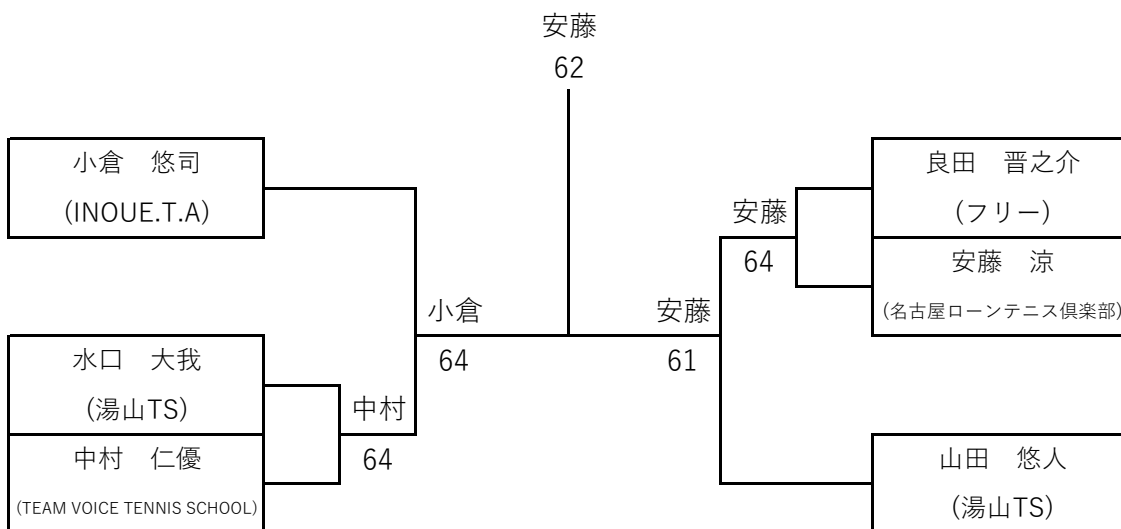 安藤
62
小倉　悠司
(INOUE.T.A)
良田　晋之介
(フリー)
安藤
64
安藤　涼
(名古屋ローンテニス倶楽部)
小倉
64
安藤
61
水口　大我
(湯山TS)
中村
64
中村　仁優
(TEAM VOICE TENNIS SCHOOL)
山田　悠人
(湯山TS)